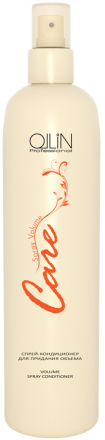 OLLiN
Professional
Spray Volume
Care
СПРЕЙ-КОНДИЦИОНЕР
ДЛЯ ПРИДАНИЯ ОБЪЕМА
VOLUME
SPRAY CONDITIONER